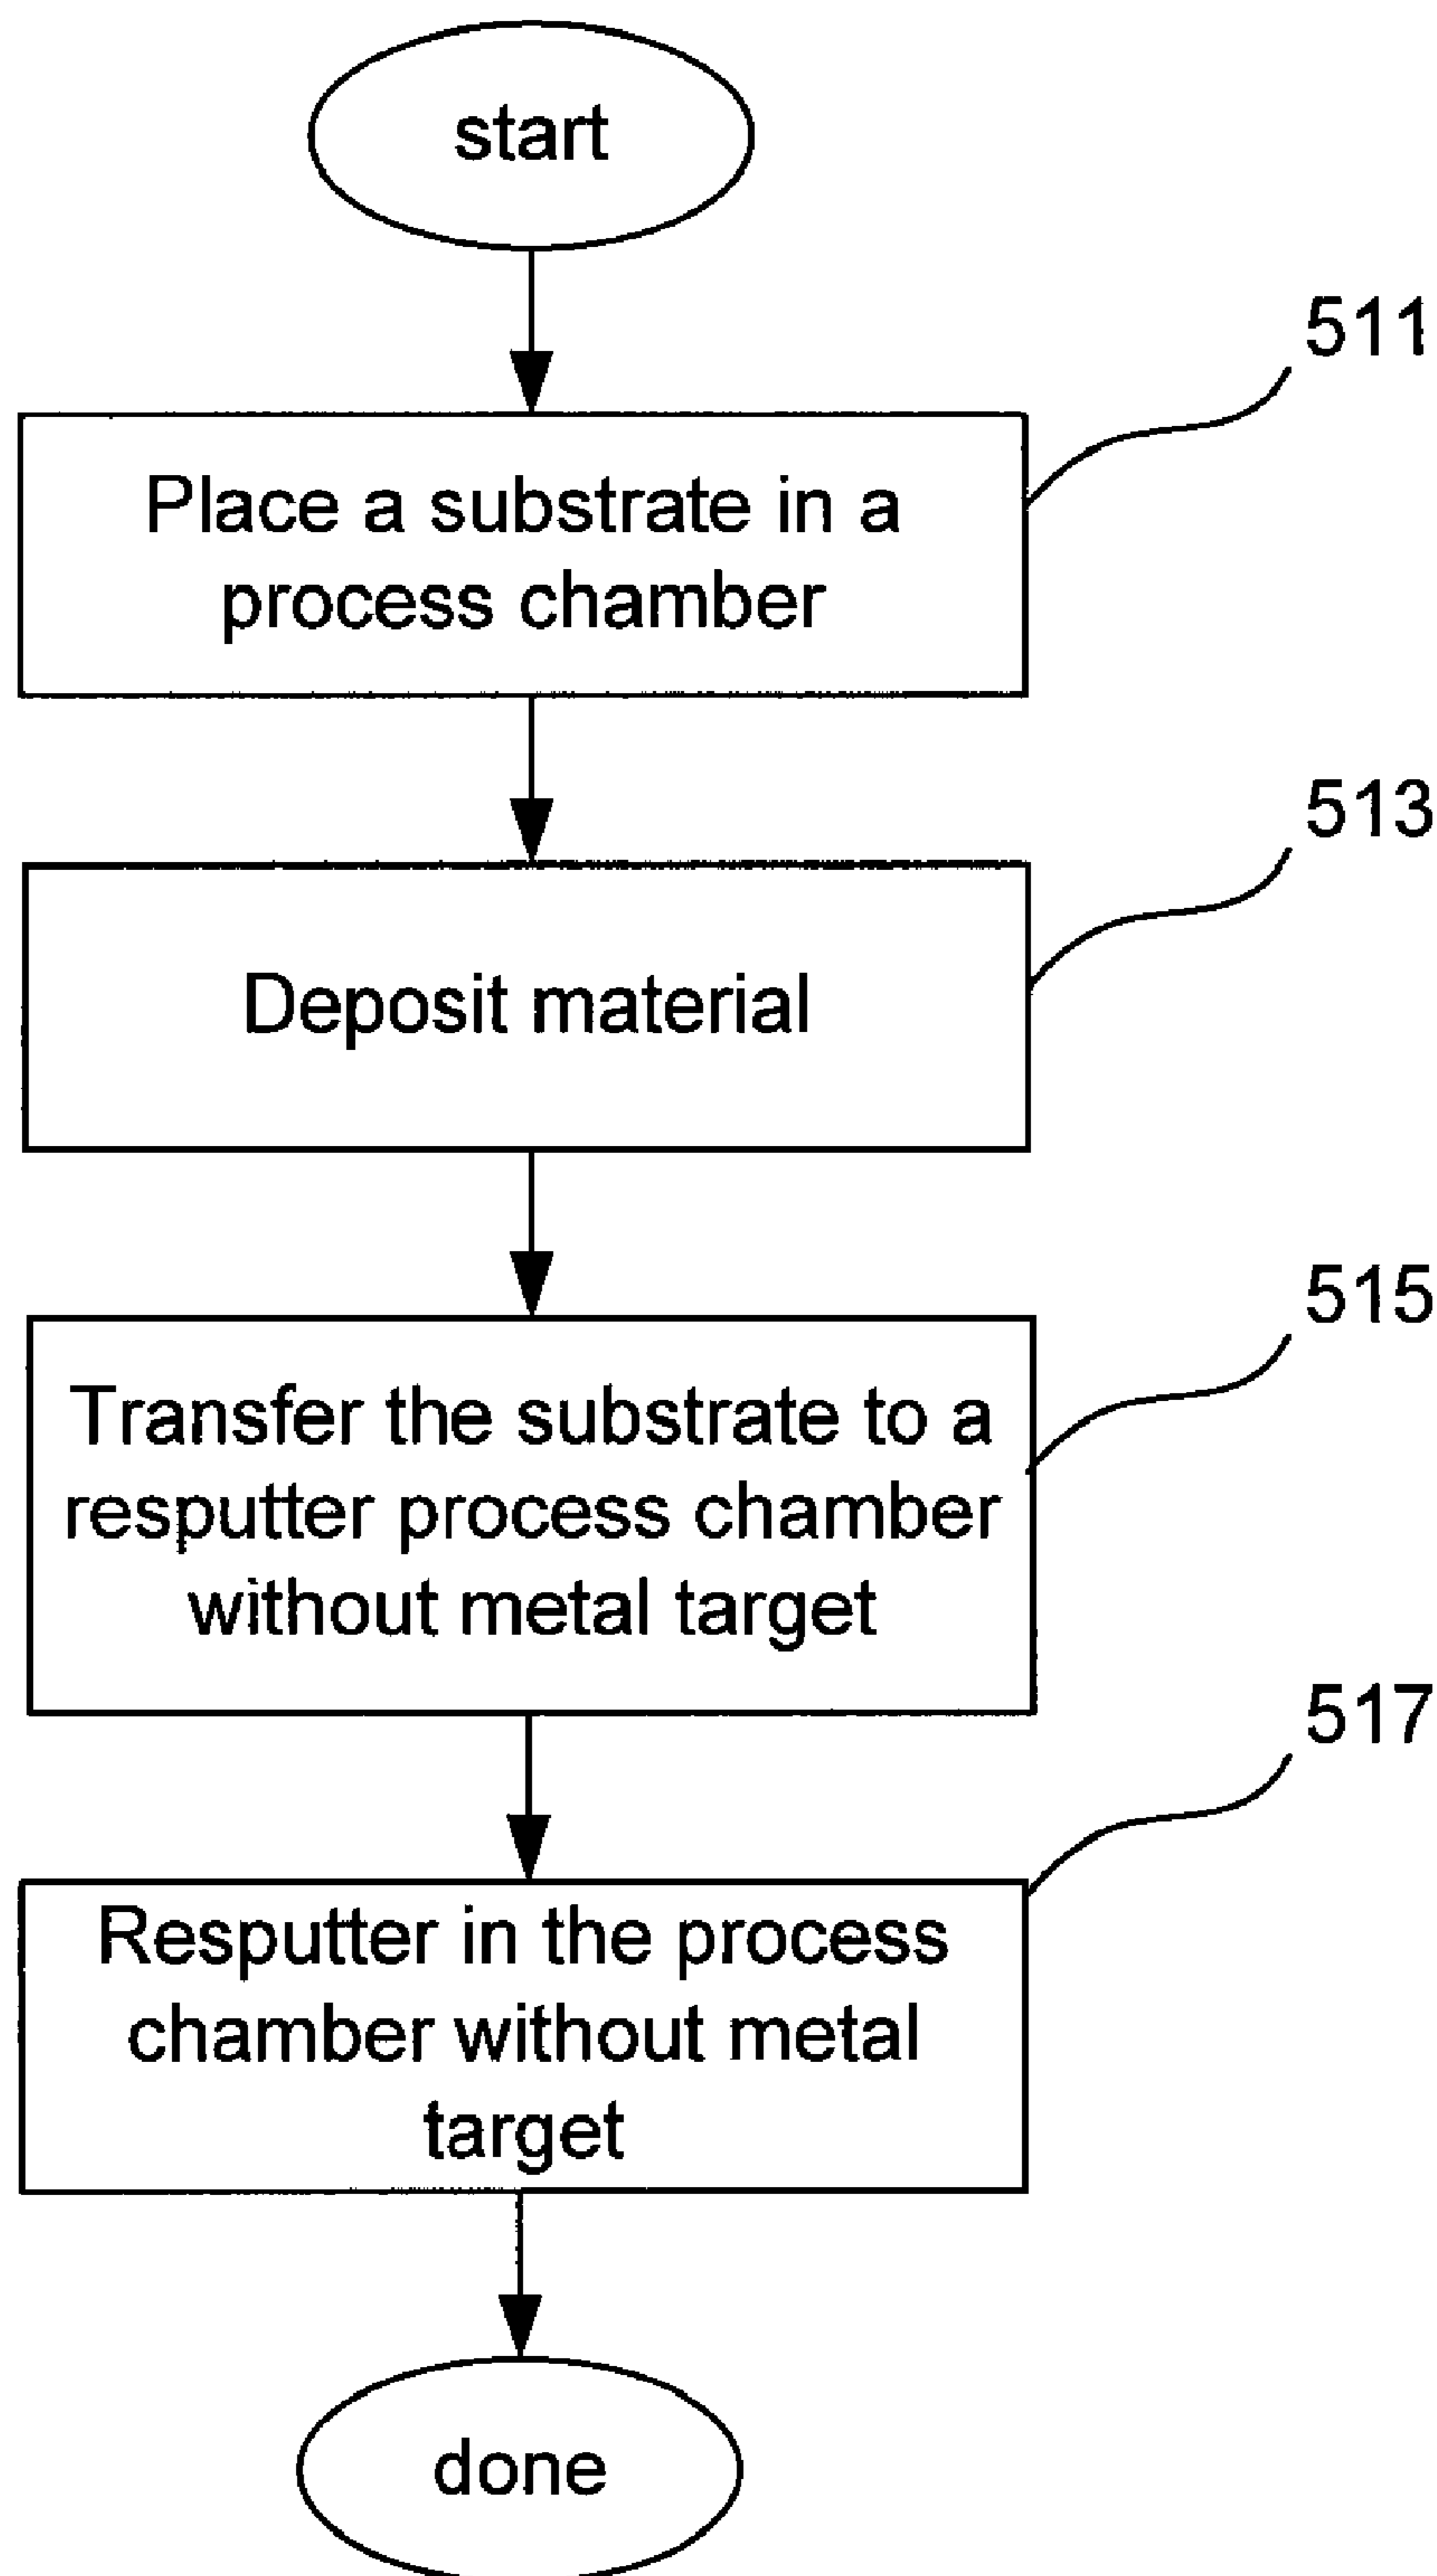 start
511
Place a substrate in a
process chamber
513
Deposit material
515
Transfer the substrate to a
resputter process chamber
without metal target
517
Resputter in the process
chamber without metal
target
done